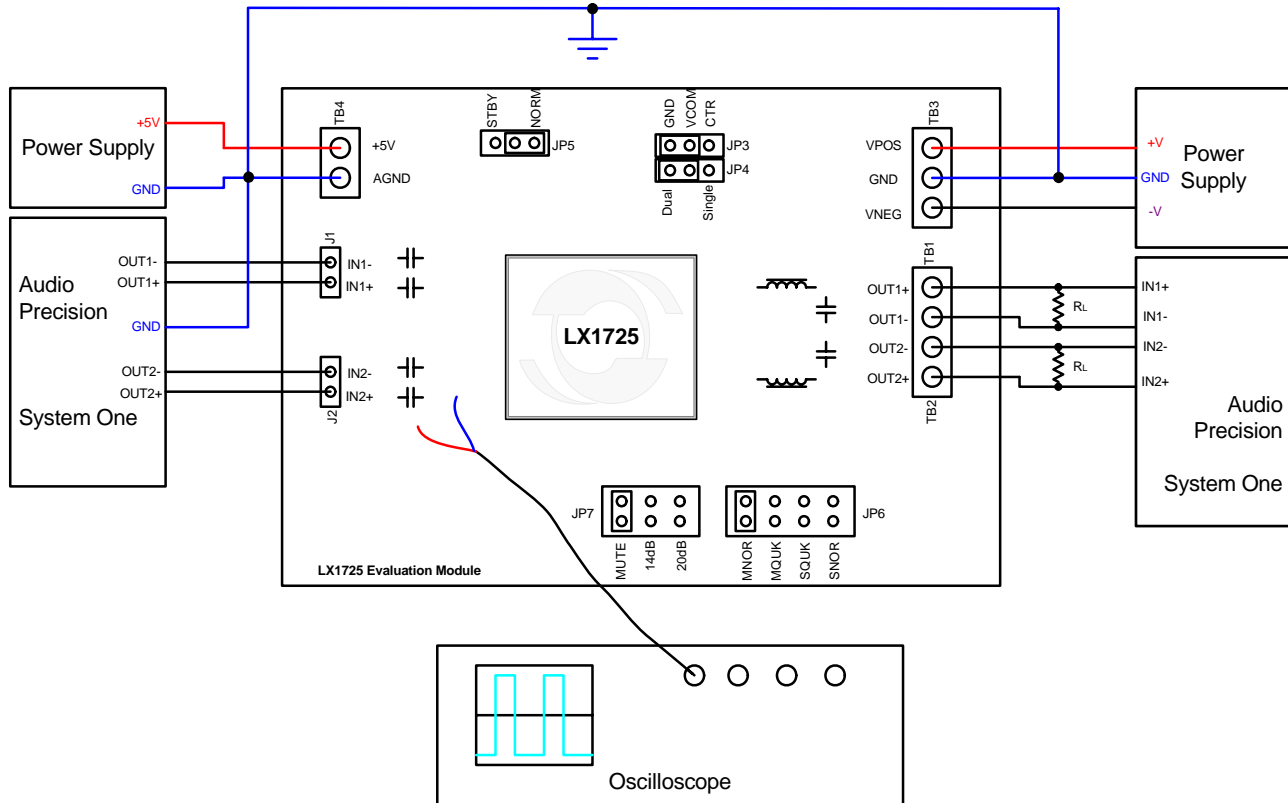 Power Supply
+5V
GND
TB4
+5V
AGND
STBY
NORM
JP5
GND
VCOM
CTR
JP3
JP4
Dual
Single
TB3
VPOS
GND
VNEG
+V
GND
-V
Power
Supply
Audio
Precision
System One
OUT1-
OUT1+
GND
OUT2-
OUT2+
J1
IN1-
IN1+
IN2-
IN2+
J2
LX1725
TB1
OUT1+
OUT1-
OUT2-
OUT2+
TB2
RL
RL
IN1+
IN1-
IN2-
IN2+
Audio
Precision
System One
JP7
MUTE
14dB
20dB
JP6
MNOR
MQUK
SQUK
SNOR
LX1725 Evaluation Module
Oscilloscope